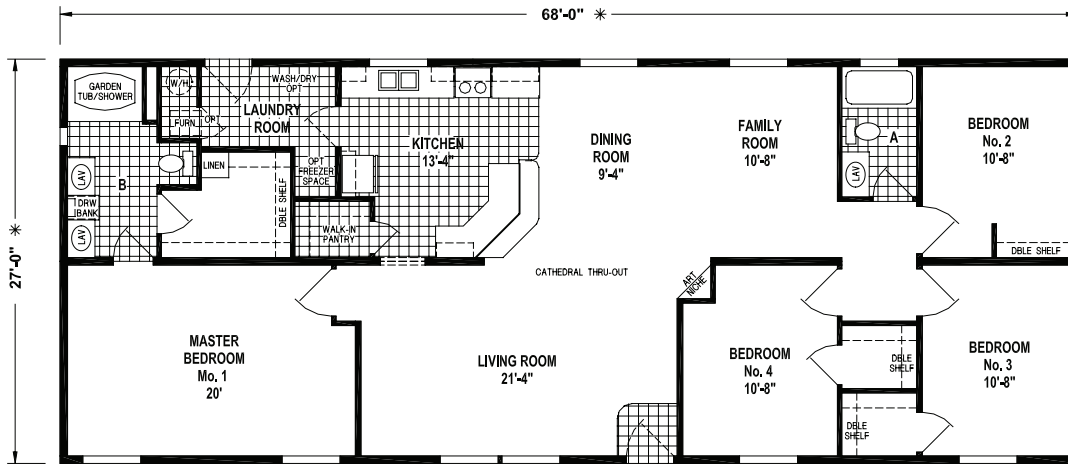 68'-0" ✳
27'-0" ✳
GARDEN
TUB/SHOWER
W/H
FURN
OPT
WASH/DRY
OPT
LAUNDRY
ROOM
KITCHEN
13'-4"
DINING
ROOM
9'-4"
FAMILY
ROOM
10'-8"
A
LAV
BEDROOM
No. 2
10'-8"
DBLE SHELF
LAV
B
DRW
BANK
LAV
LINEN
DBLE SHELF
OPT
FREEZER
SPACE
WALK-IN
PANTRY
CATHEDRAL THRU-OUT
ART
NICHE
MASTER
BEDROOM
Mo. 1
20'
LIVING ROOM
21'-4"
BEDROOM
No. 4
10'-8"
DBLE
SHELF
DBLE
SHELF
BEDROOM
No. 3
10'-8"